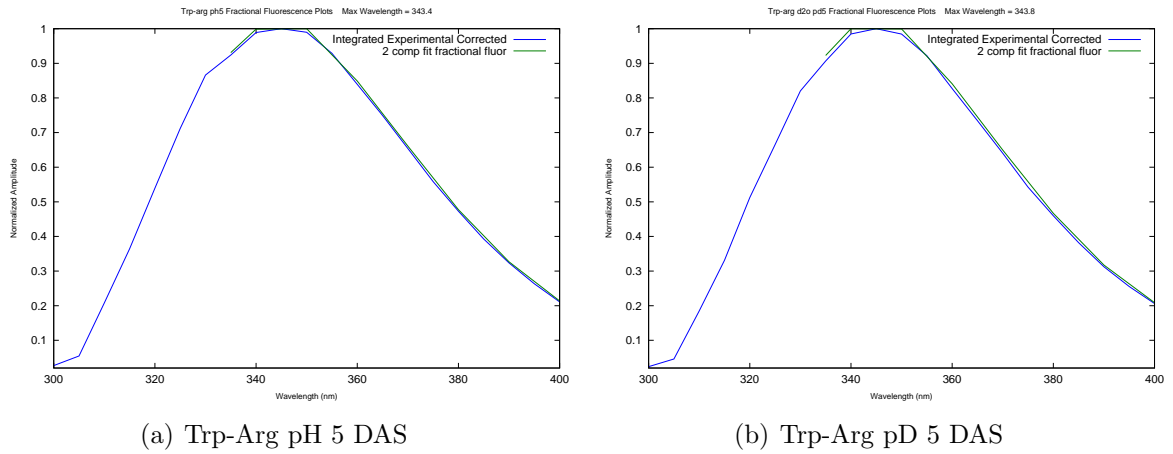 Trp-arg ph5 Fractional Fluorescence Plots Max Wavelength = 343.4
Integrated Experimental Corrected
2 comp fit fractional fluor
Normalized Amplitude
1
0.9
0.8
0.7
0.6
0.5
0.4
0.3
0.2
0.1
300 320 340 360 380 400
Wavelength (nm)
(a) Trp-Arg pH 5 DAS
Trp-arg d2o pd5 Fractional Fluorescence Plots Max Wavelength = 343.8
Integrated Experimental Corrected
2 comp fit fractional fluor
Normalized Amplitude
1
0.9
0.8
0.7
0.6
0.5
0.4
0.3
0.2
0.1
300 320 340 360 380 400
Wavelength (nm)
(b) Trp-Arg pD 5 DAS